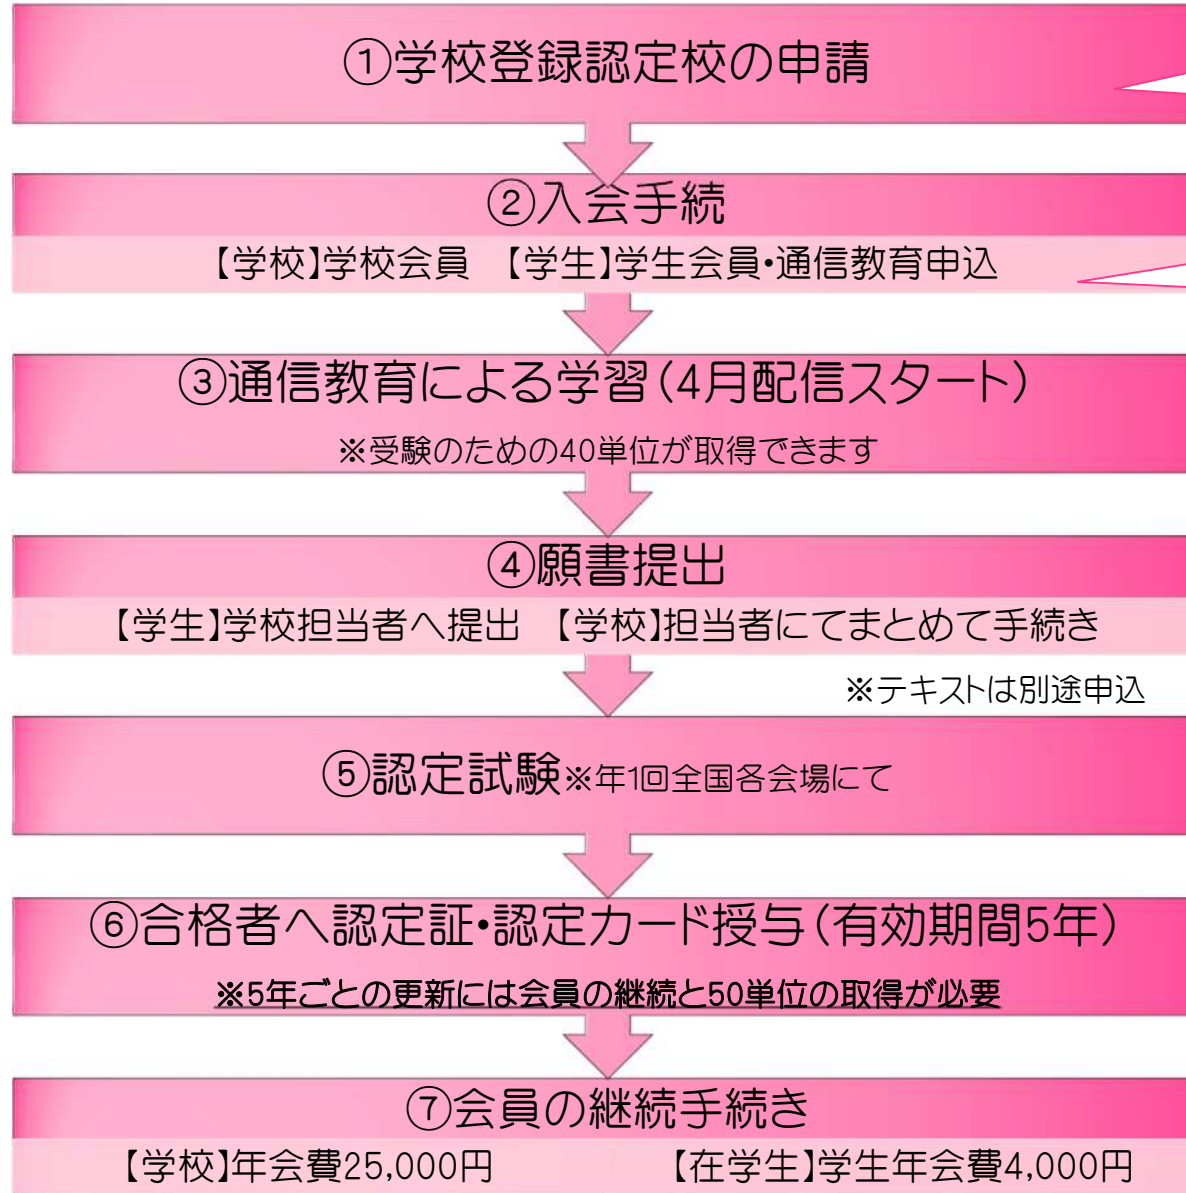 ①学校登録認定校の申請
②入会手続
【学校】学校会員　【学生】学生会員・通信教育申込
③通信教育による学習（4月配信スタート）
※受験のための40単位が取得できます
④願書提出
【学生】学校担当者へ提出　【学校】担当者にてまとめて手続き
※テキストは別途申込
⑤認定試験※年1回全国各会場にて
⑥合格者へ認定証・認定カード授与（有効期間5年）
※5年ごとの更新には会員の継続と50単位の取得が必要
⑦会員の継続手続き
【学校】年会費25,000円　【在学生】学生年会費4,000円